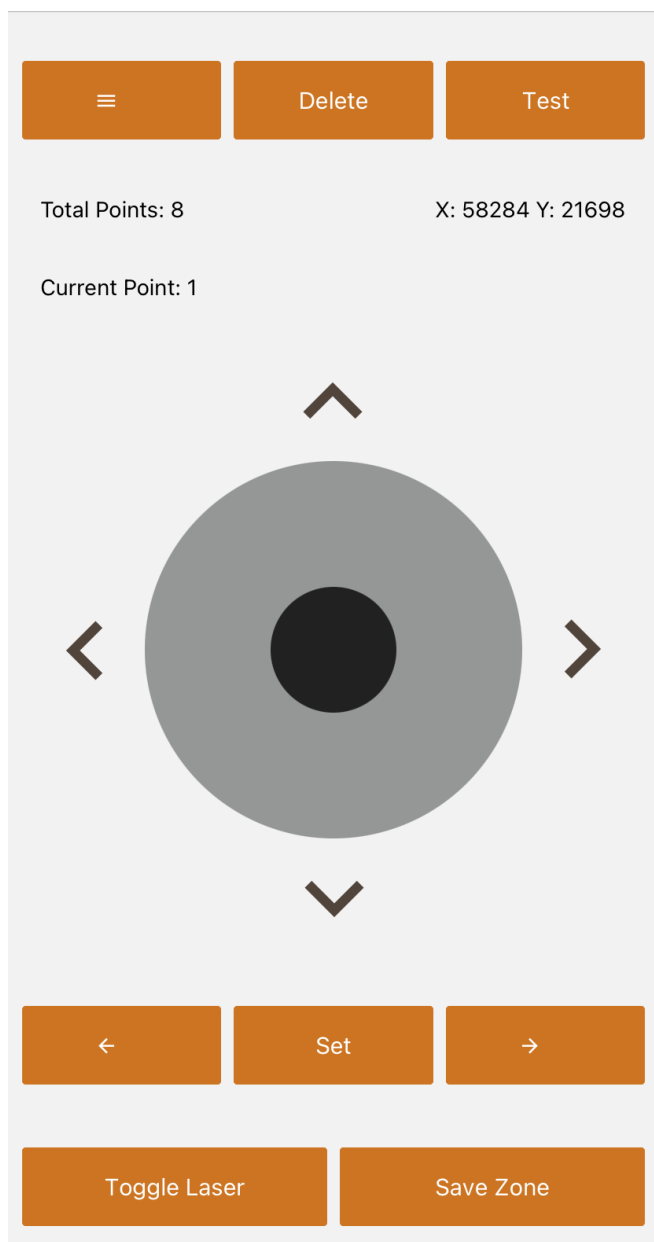 Delete
Test
Total Points: 8
X: 58284 Y: 21698
Current Point: 1
Set
Toggle Laser
Save Zone